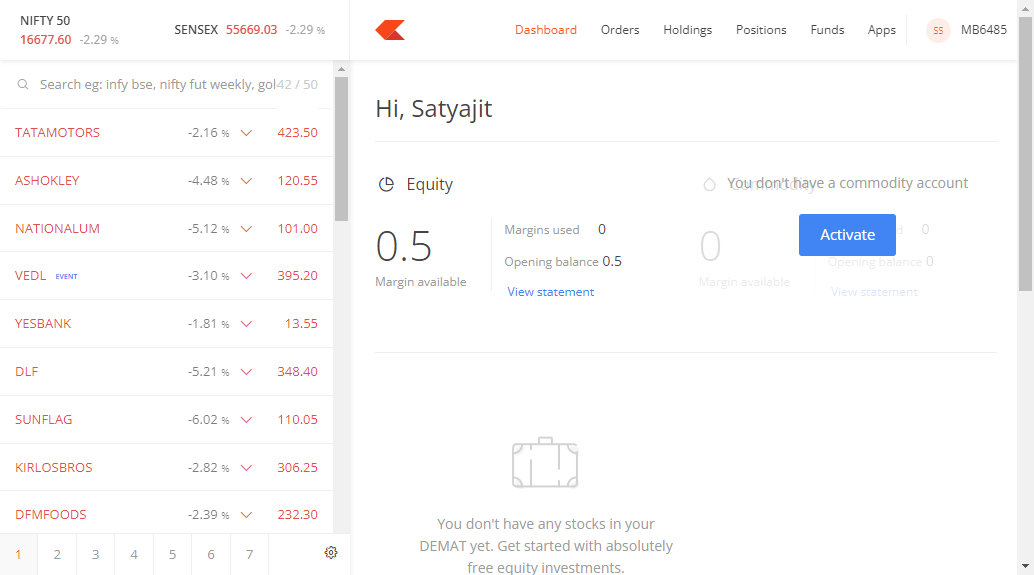 NIFTY 50
16677.60 -2.29 %
SENSEX 55669.03 -2.29 %
Dashboard Orders Holdings Positions Funds Apps SS MB6485
Search eg: infy bse, nifty fut weekly, gol 42 / 50
TATAMOTORS -2.16 % 423.50
ASHOKLEY -4.48 % 120.55
NATIONALUM -5.12 % 101.00
VEDL EVENT -3.10 % 395.20
YESBANK -1.81 % 13.55
DLF -5.21 % 348.40
SUNFLAG -6.02 % 110.05
KIRLOSBROS -2.82 % 306.25
DFMFOODS -2.39 % 232.30
1 2 3 4 5 6 7
Hi, Satyajit
Equity
0.5
Margin available
Margins used 0
Opening balance 0.5
View statement
Commodity
You don't have a commodity account
Activate
0
Margin available
d 0
Opening balance 0
View statement
You don't have any stocks in your
DEMAT yet. Get started with absolutely
free equity investments.